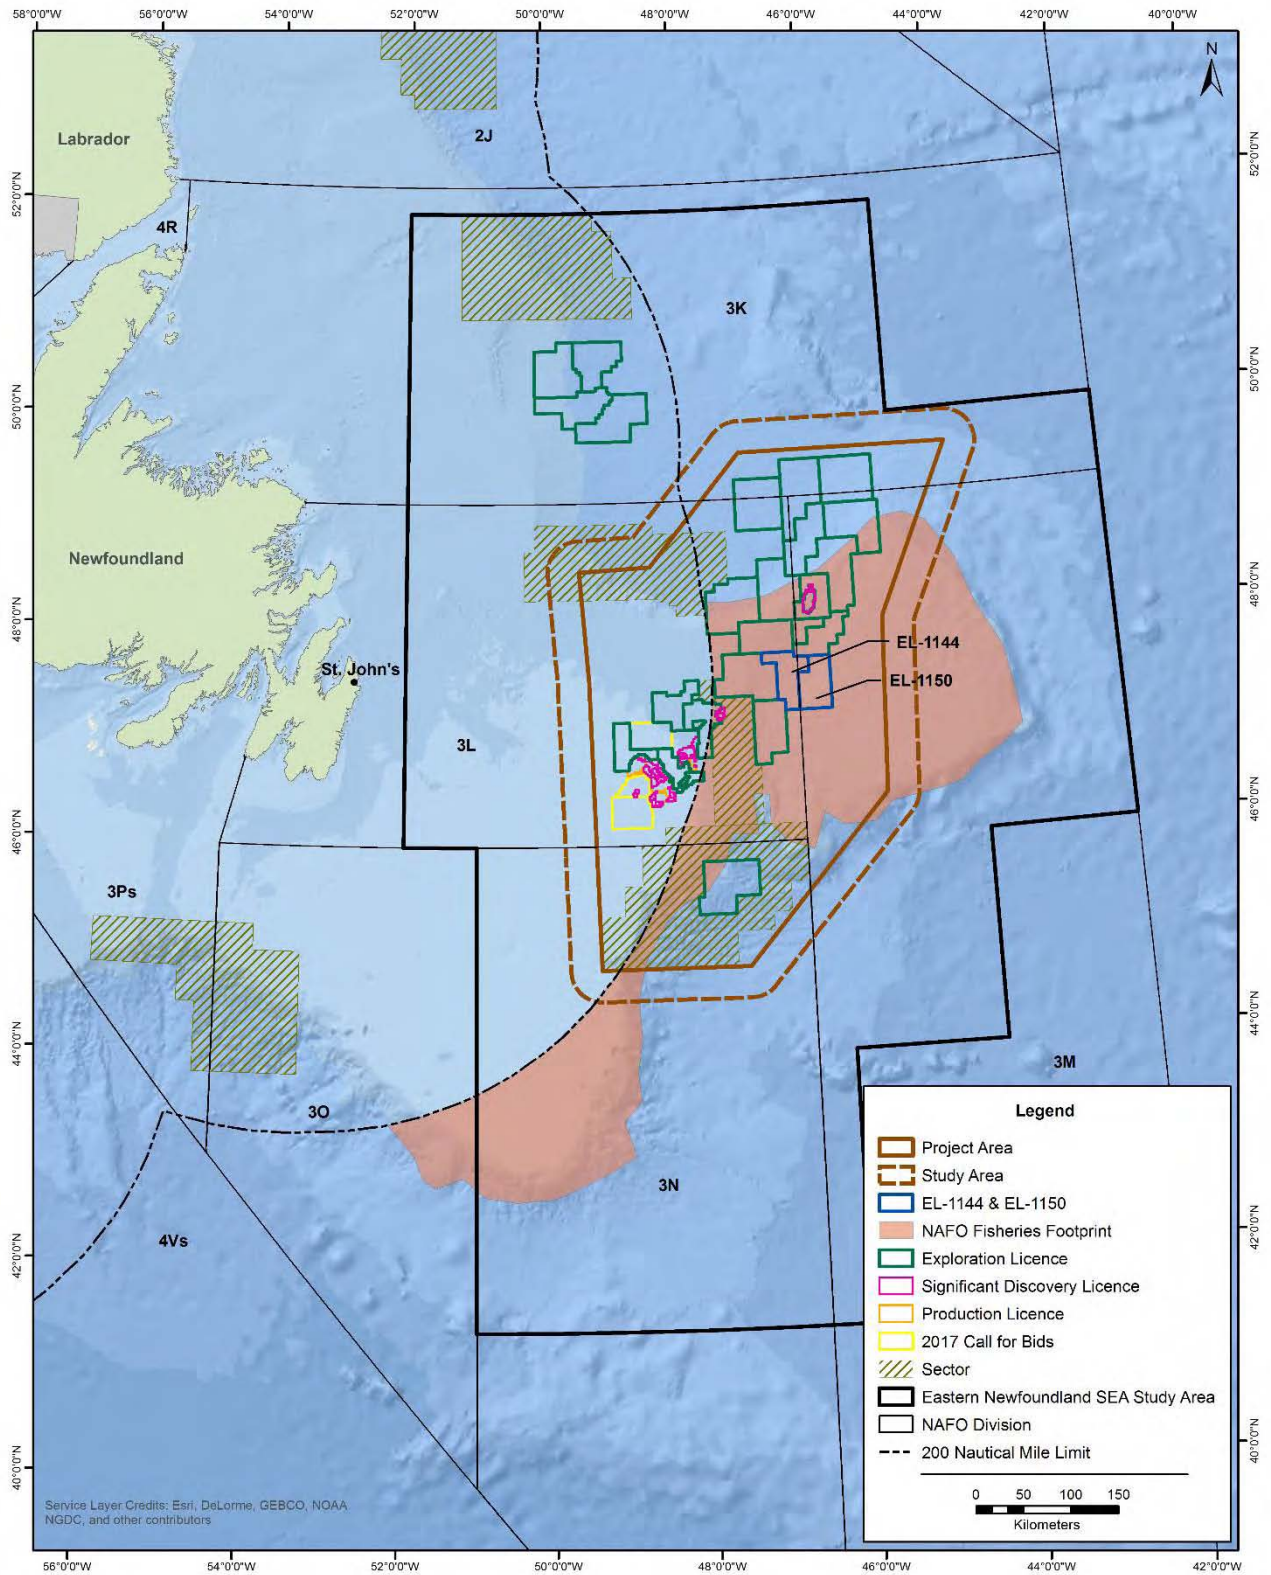 58°0'0"W 56°0'0"W 54°0'0"W 52°0'0"W 50°0'0"W 48°0'0"W 46°0'0"W 44°0'0"W 42°0'0"W 40°0'0"W
N
Labrador
2J
52°0'0"N
52°0'0"N
4R
3K
50°0'0"N
50°0'0"N
Newfoundland
48°0'0"N
48°0'0"N
EL-1144
St. John's
EL-1150
3L
46°0'0"N
46°0'0"N
3Ps
44°0'0"N
44°0'0"N
3M
3O
3N
4Vs
42°0'0"N
42°0'0"N
40°0'0"N
40°0'0"N
Legend
Project Area
Study Area
EL-1144 & EL-1150
NAFO Fisheries Footprint
Exploration Licence
Significant Discovery Licence
Production Licence
2017 Call for Bids
Sector
Eastern Newfoundland SEA Study Area
NAFO Division
200 Nautical Mile Limit
0 50 100 150
Kilometers
Service Layer Credits: Esri, DeLorme, GEBCO, NOAA
NGDC, and other contributors
56°0'0"W 54°0'0"W 52°0'0"W 50°0'0"W 48°0'0"W 46°0'0"W 44°0'0"W 42°0'0"W